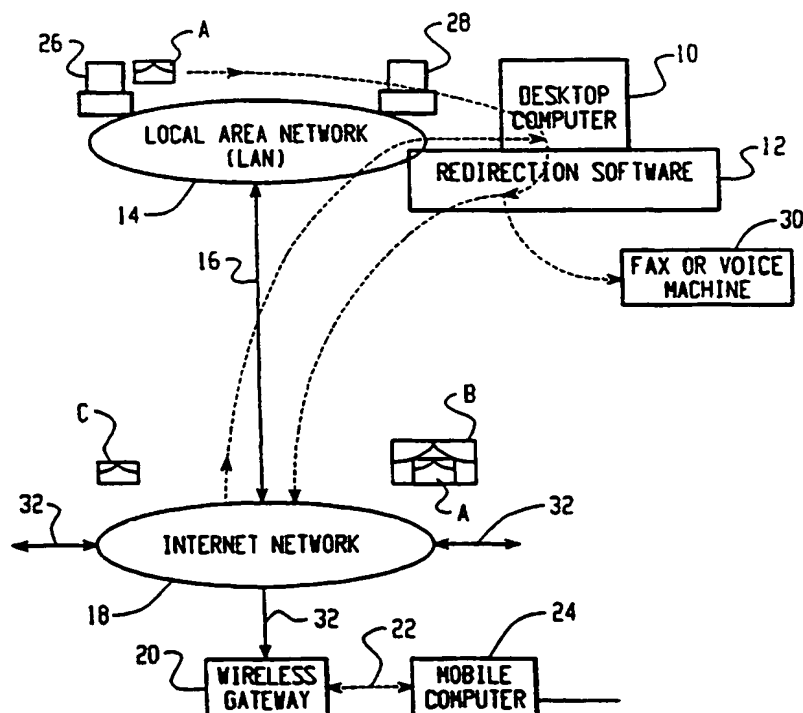 26
A
28
10
DESKTOP
COMPUTER
LOCAL AREA NETWORK
(LAN)
12
REDIRECTION SOFTWARE
14
30
16
FAX OR VOICE
MACHINE
C
B
A
32
32
INTERNET NETWORK
18
32
24
20
22
WIRELESS
GATEWAY
MOBILE
COMPUTER